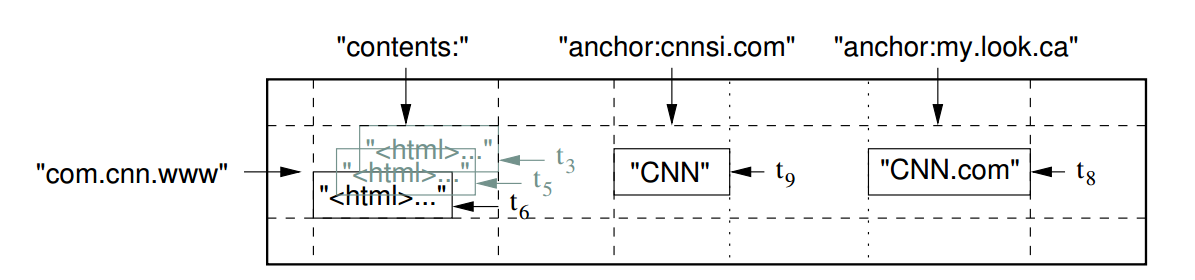 "contents:" "anchor:cnnsi.com" "anchor:my.look.ca"
"<html>..." t3
"com.cnn.www" "<html>..." t5 "CNN" t9 "CNN.com" t8
"<html>..." t6